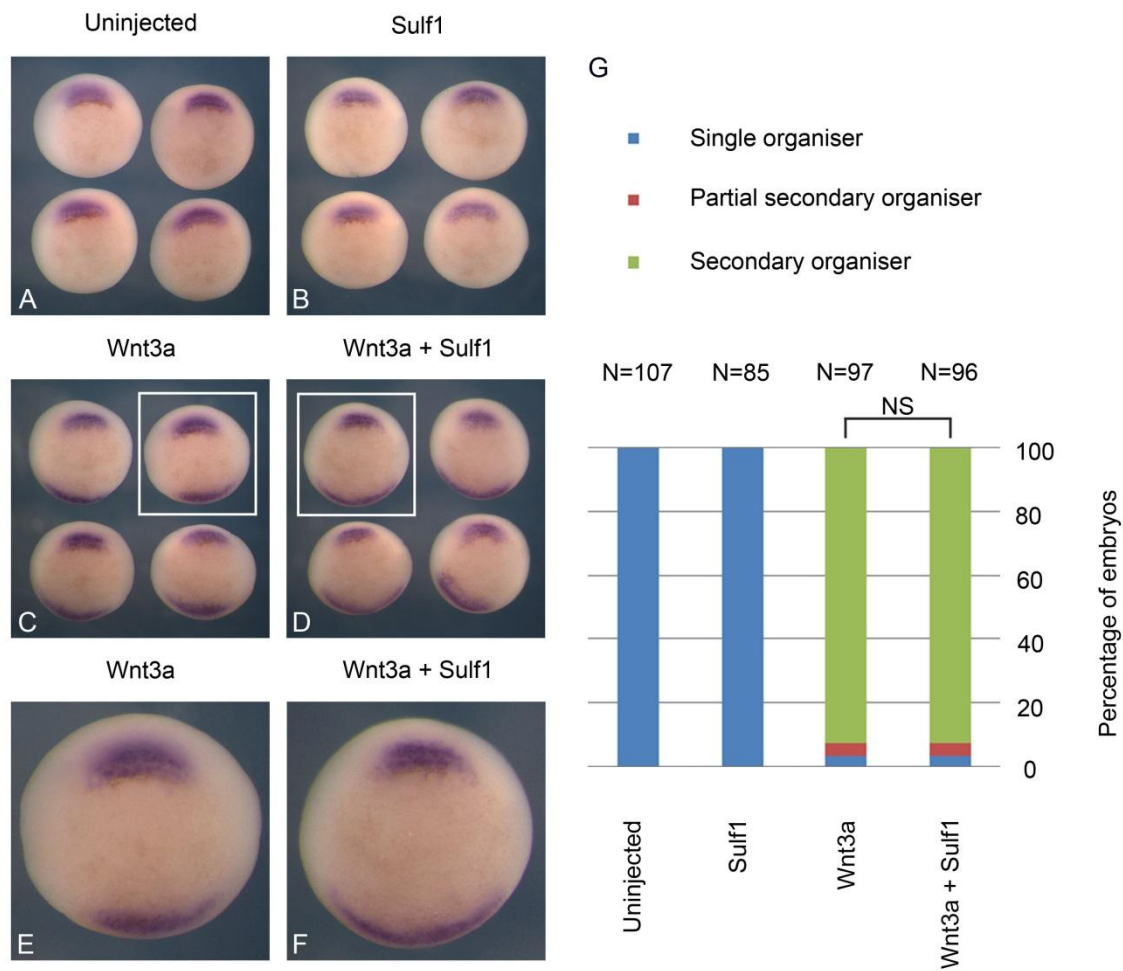 Uninjected
Sulf1
A
B
Wnt3a
Wnt3a + Sulf1
C
D
Wnt3a
Wnt3a + Sulf1
E
F
G
Single organiser
Partial secondary organiser
Secondary organiser
N=107 N=85 N=97 N=96
NS
100
80
60
40
20
0
Percentage of embryos
Uninjected
Sulf1
Wnt3a
Wnt3a + Sulf1